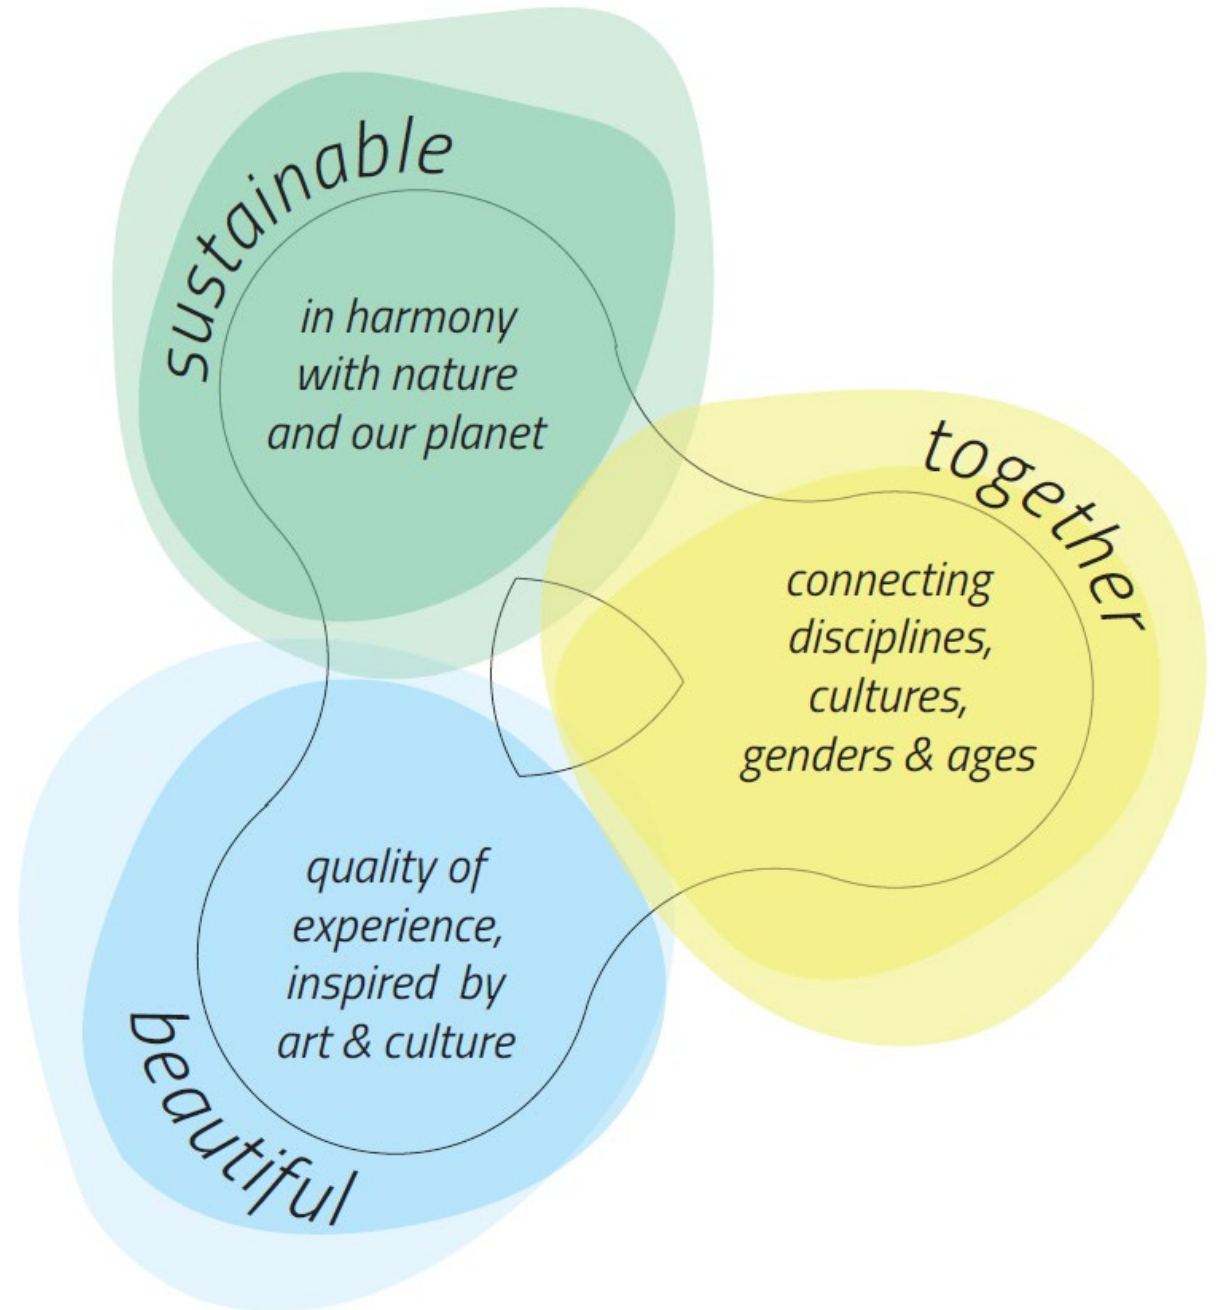 sustainable
in harmony
with nature
and our planet
together
connecting
disciplines,
cultures,
genders & ages
quality of
experience,
inspired by
art & culture
beautiful